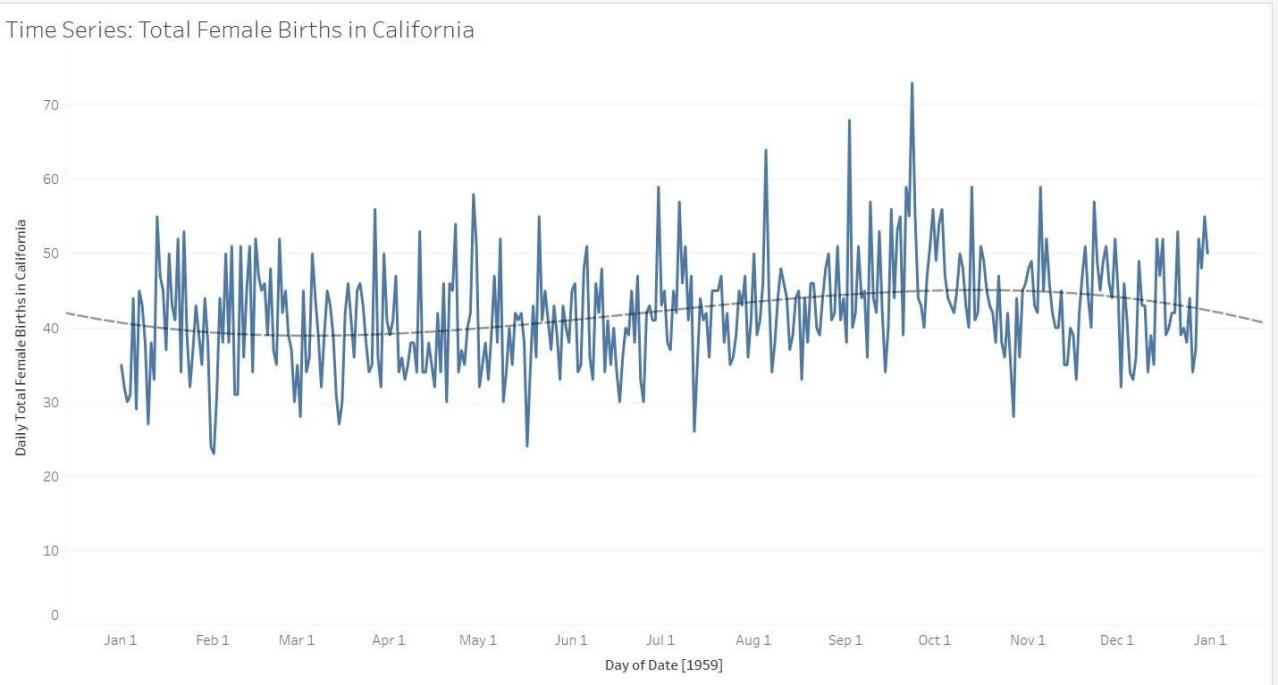 Time Series: Total Female Births in California
Daily Total Female Births in California
70
60
50
40
30
20
10
0
Jan 1 Feb 1 Mar 1 Apr 1 May 1 Jun 1 Jul 1 Aug 1 Sep 1 Oct 1 Nov 1 Dec 1 Jan 1
Day of Date [1959]